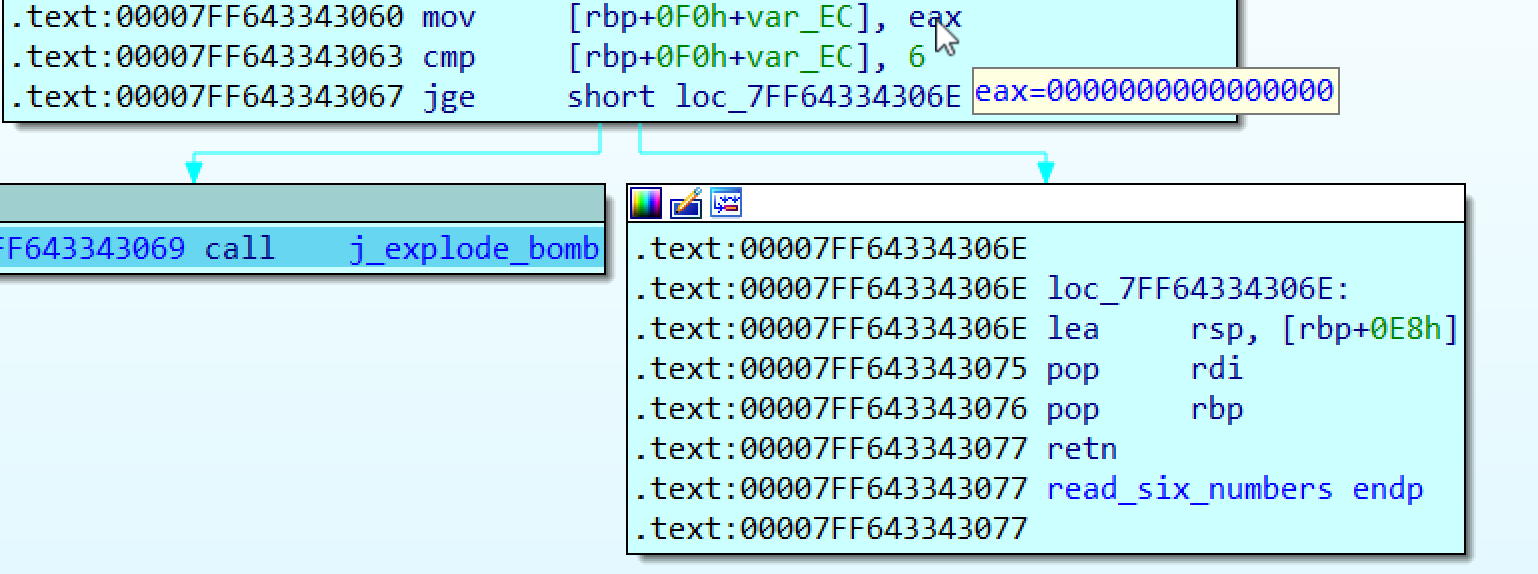 .text:00007FF643343060 mov [rbp+0F0h+var_EC], eax
.text:00007FF643343063 cmp [rbp+0F0h+var_EC], 6
.text:00007FF643343067 jge short loc_7FF64334306E
eax=0000000000000000
FF643343069 call j_explode_bomb
.text:00007FF64334306E
.text:00007FF64334306E loc_7FF64334306E:
.text:00007FF64334306E lea rsp, [rbp+0E8h]
.text:00007FF643343075 pop rdi
.text:00007FF643343076 pop rbp
.text:00007FF643343077 retn
.text:00007FF643343077 read_six_numbers endp
.text:00007FF643343077